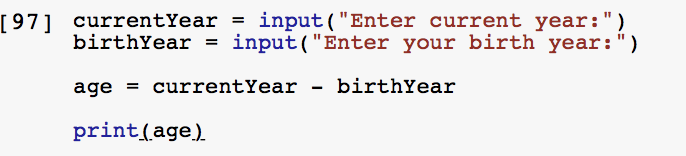 [97] currentYear = input("Enter current year:")
birthYear = input("Enter your birth year:")
age = currentYear - birthYear
print(age)